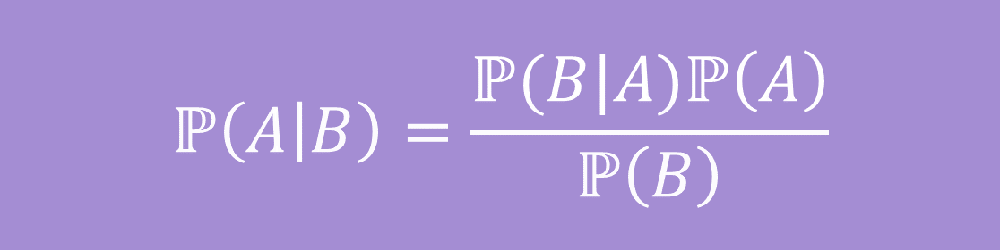 ℙ(A|B) = ℙ(B|A)ℙ(A) / ℙ(B)